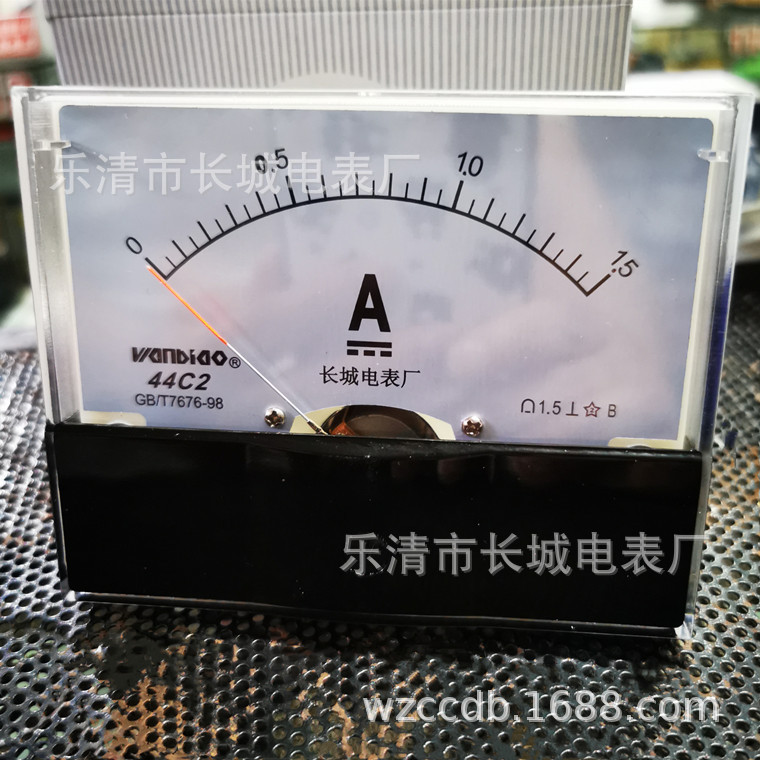 乐清市长城电表厂
0 0.5 1.0 1.5
A
WANDIAO®
44C2
GB/T7676-98
长城电表厂
1.5 ⊥ ☆ B
乐清市长城电表厂
wzccdb.1688.com